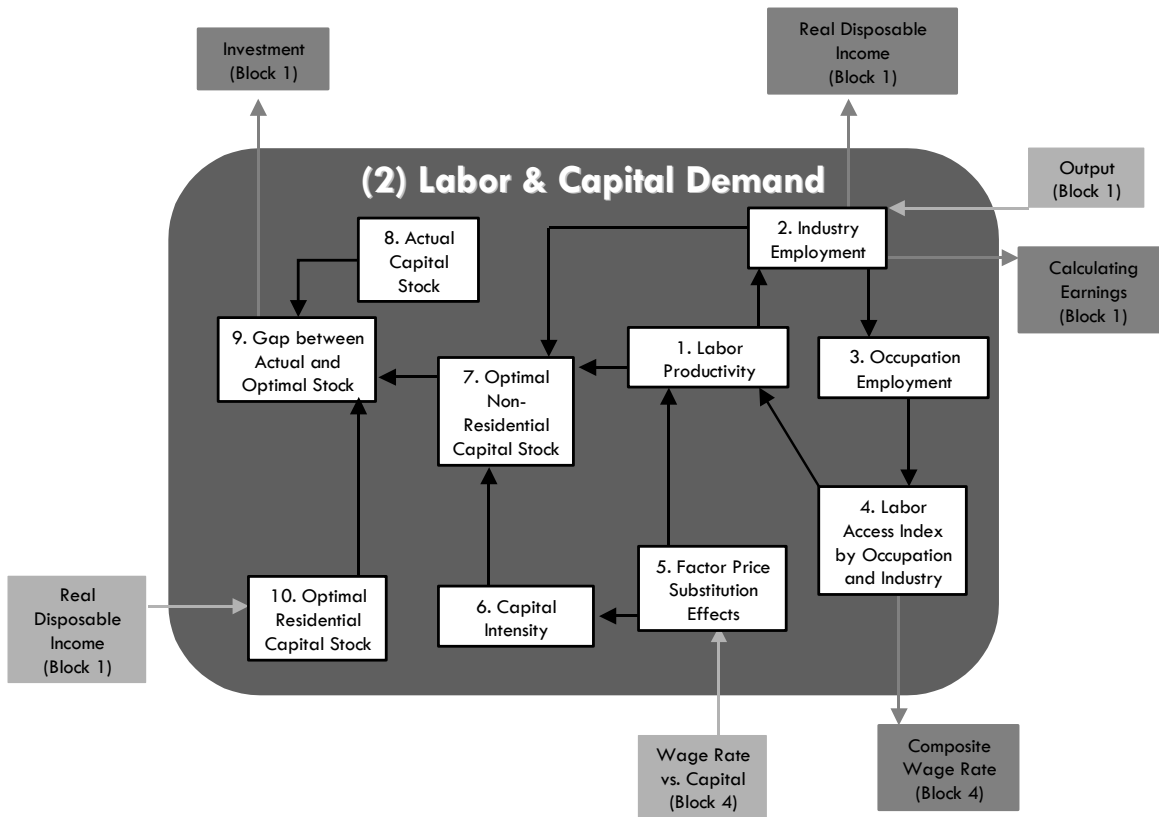 Investment
(Block 1)
Real Disposable
Income
(Block 1)
Output
(Block 1)
(2) Labor & Capital Demand
8. Actual
Capital
Stock
2. Industry
Employment
Calculating
Earnings
(Block 1)
9. Gap between
Actual and
Optimal Stock
7. Optimal
Non-
Residential
Capital Stock
1. Labor
Productivity
3. Occupation
Employment
4. Labor
Access Index
by Occupation
and Industry
Real
Disposable
Income
(Block 1)
10. Optimal
Residential
Capital Stock
6. Capital
Intensity
5. Factor Price
Substitution
Effects
Wage Rate
vs. Capital
(Block 4)
Composite
Wage Rate
(Block 4)